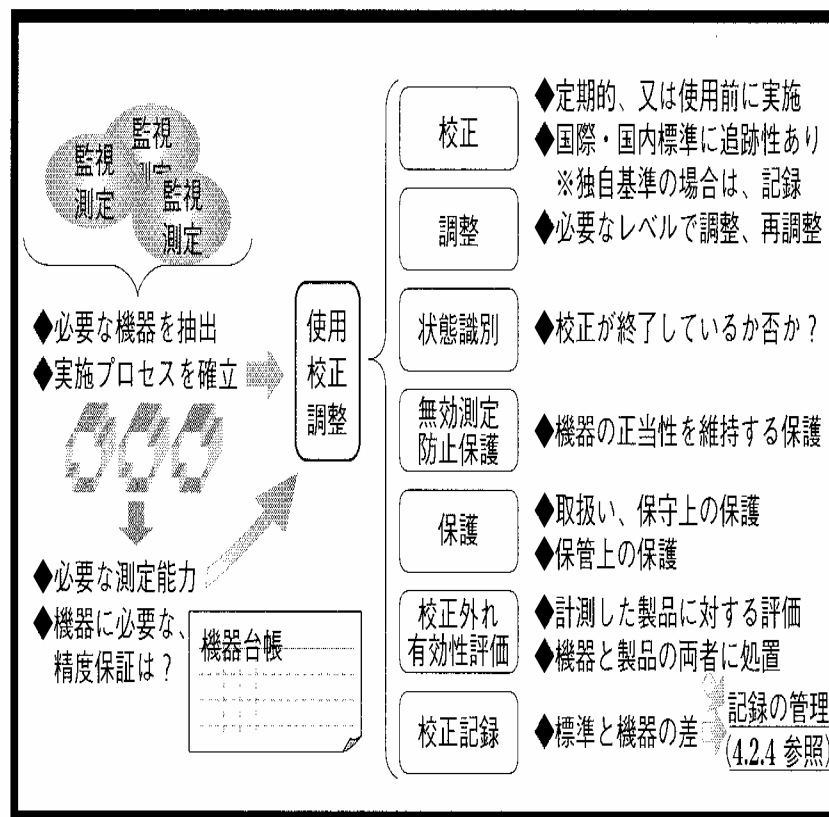 監視
測定
監視
測定
監視
測定
◆必要な機器を抽出
◆実施プロセスを確立
◆必要な測定能力
◆機器に必要な、
精度保証は？
機器台帳
使用
校正
調整
校正
◆定期的、又は使用前に実施
◆国際・国内標準に追跡性あり
※独自基準の場合は、記録
調整
◆必要なレベルで調整、再調整
状態識別
◆校正が終了しているか否か？
無効測定
防止保護
◆機器の正当性を維持する保護
保護
◆取扱い、保守上の保護
◆保管上の保護
校正外れ
有効性評価
◆計測した製品に対する評価
◆機器と製品の両者に処置
校正記録
◆標準と機器の差
記録の管理
(4.2.4 参照)